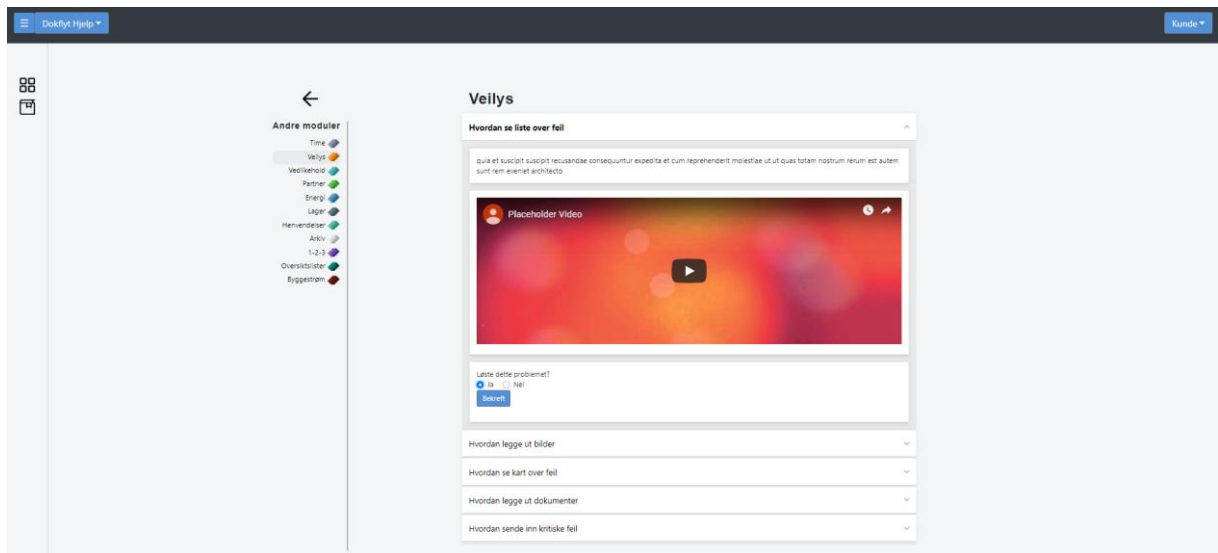 Dokflyt Hjelp
Kunde
Andre moduler
Time
Veilys
Vedlikehold
Partner
Energi
Lager
Henvendelser
Arkiv
1-2-3
Oversiktslister
Byggestrøm
Veilys
Hvordan se liste over feil
quia et suscipit suscipit recusandae consequuntur expedita et cum reprehenderit molestiae ut ut quas totam nostrum rerum est autem
sunt rem eveniet architecto
Placeholder Video
Løste dette problemet?
Ja Nei
Bekreft
Hvordan legge ut bilder
Hvordan se kart over feil
Hvordan legge ut dokumenter
Hvordan sende inn kritiske feil